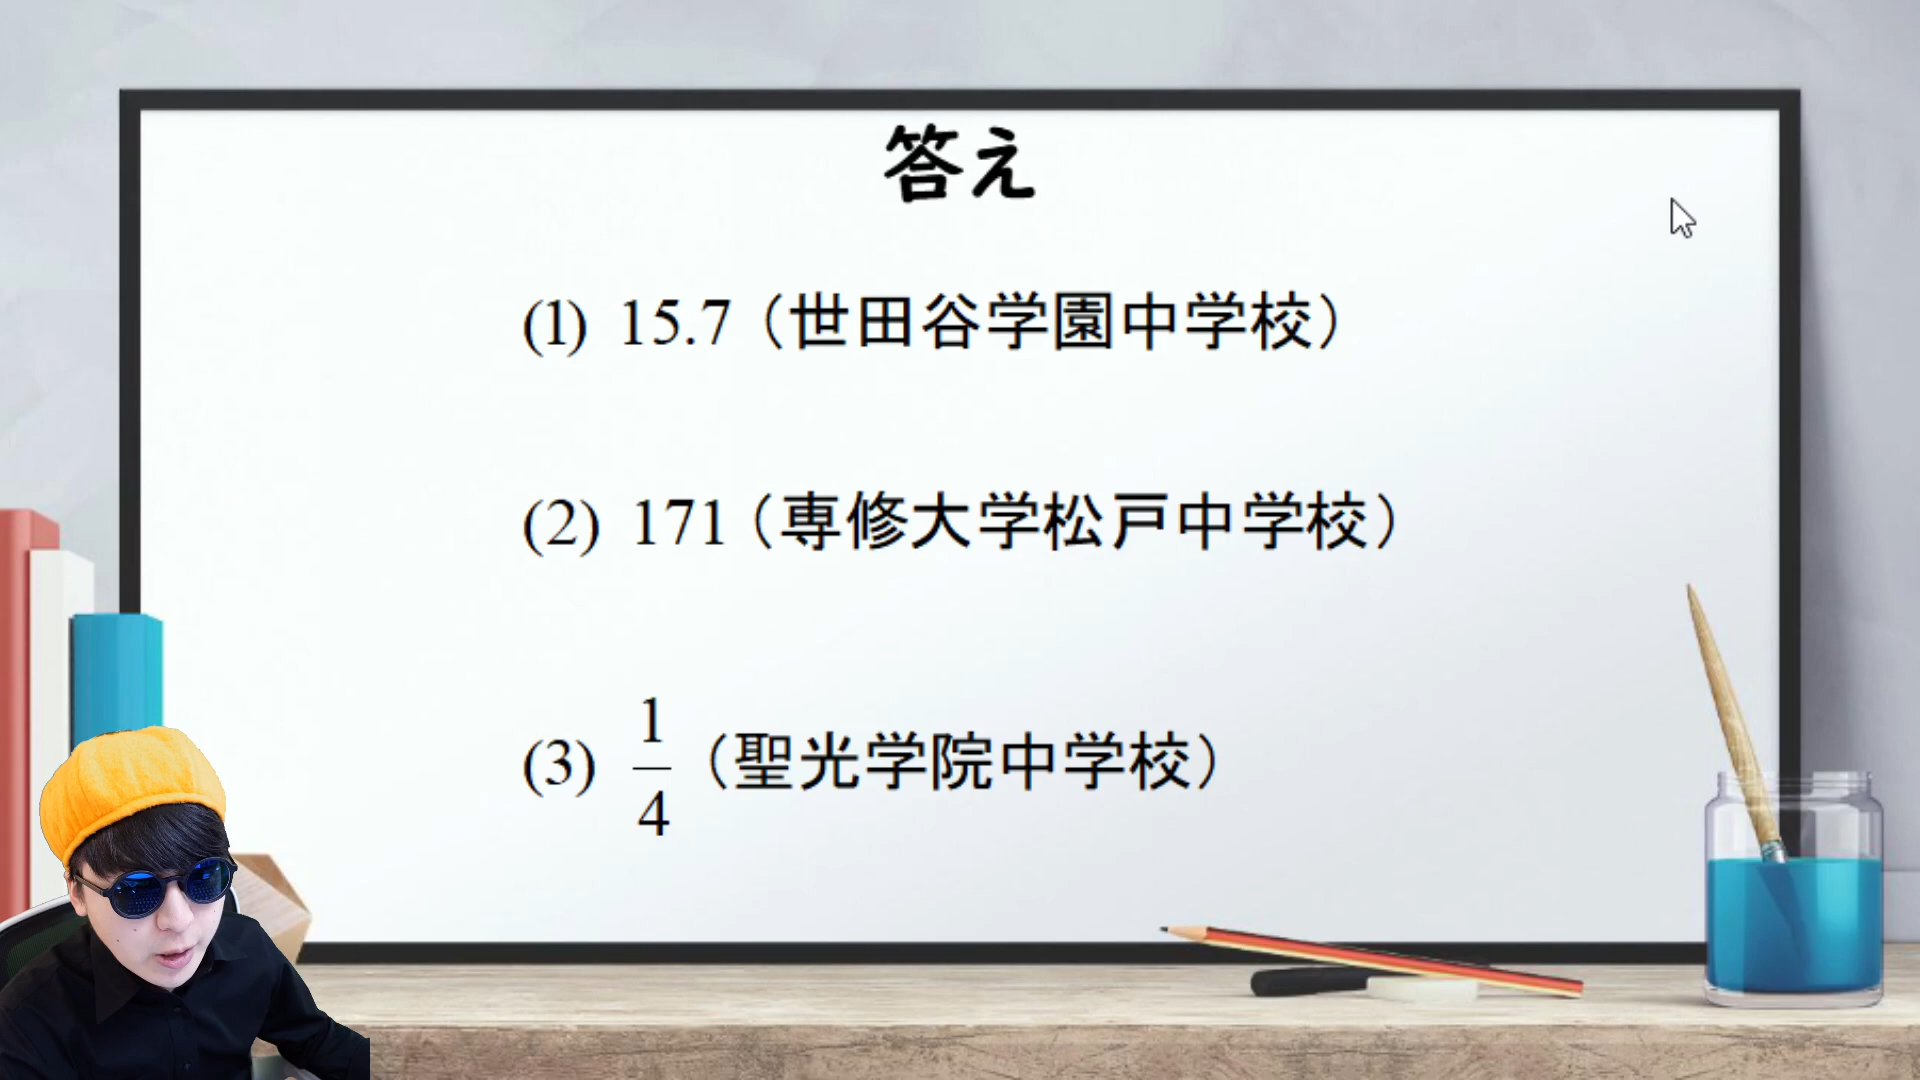 答え
(1) 15.7（世田谷学園中学校）
(2) 171（専修大学松戸中学校）
(3) 1/4（聖光学院中学校）